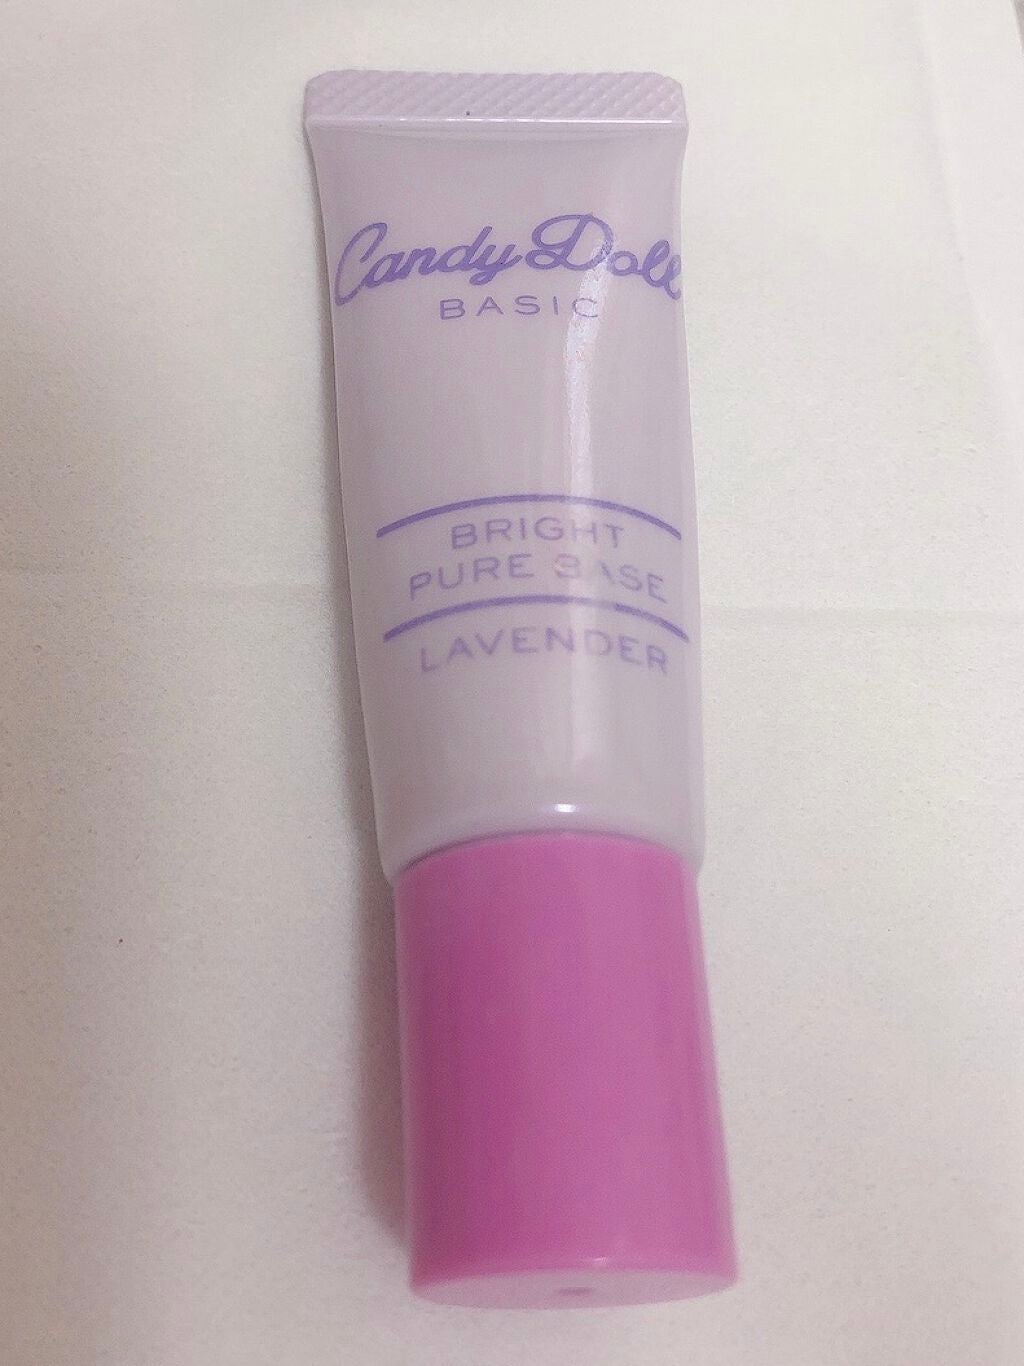 Candy Doll
BASIC
BRIGHT
PURE BASE
LAVENDER